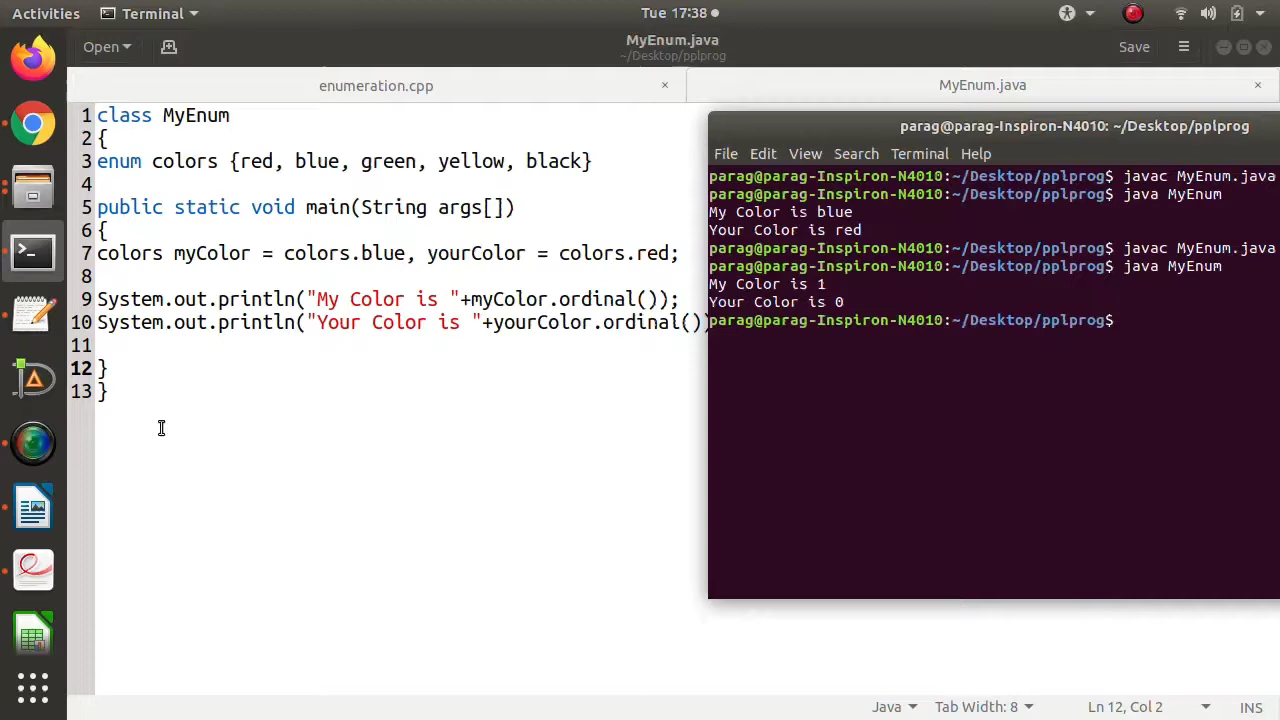 Activities
Terminal
Tue 17:38
Open
MyEnum.java
~/Desktop/pplprog
Save
enumeration.cpp
×
MyEnum.java
×
1 class MyEnum
2 {
3 enum colors {red, blue, green, yellow, black}
4
5 public static void main(String args[])
6 {
7 colors myColor = colors.blue, yourColor = colors.red;
8
9 System.out.println("My Color is "+myColor.ordinal());
10 System.out.println("Your Color is "+yourColor.ordinal())
11
12 }
13 }
parag@parag-Inspiron-N4010: ~/Desktop/pplprog
File Edit View Search Terminal Help
parag@parag-Inspiron-N4010:~/Desktop/pplprog$ javac MyEnum.java
parag@parag-Inspiron-N4010:~/Desktop/pplprog$ java MyEnum
My Color is blue
Your Color is red
parag@parag-Inspiron-N4010:~/Desktop/pplprog$ javac MyEnum.java
parag@parag-Inspiron-N4010:~/Desktop/pplprog$ java MyEnum
My Color is 1
Your Color is 0
parag@parag-Inspiron-N4010:~/Desktop/pplprog$
Java
Tab Width: 8
Ln 12, Col 2
INS